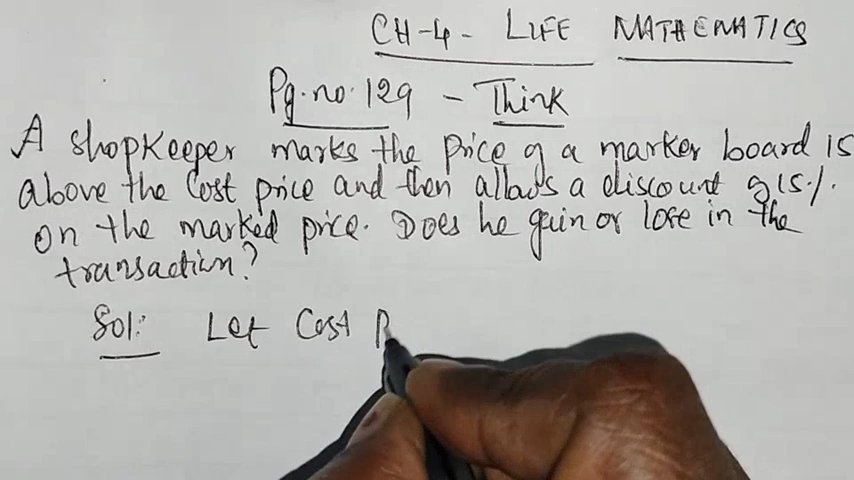 CH-4- LIFE MATHEMATICS
Pg.no.129 - Think
A shopkeeper marks the price of a marker board 15
above the cost price and then allows a discount of 15%.
on the marked price. Does he gain or lose in the
transaction?
Sol: Let Cost P